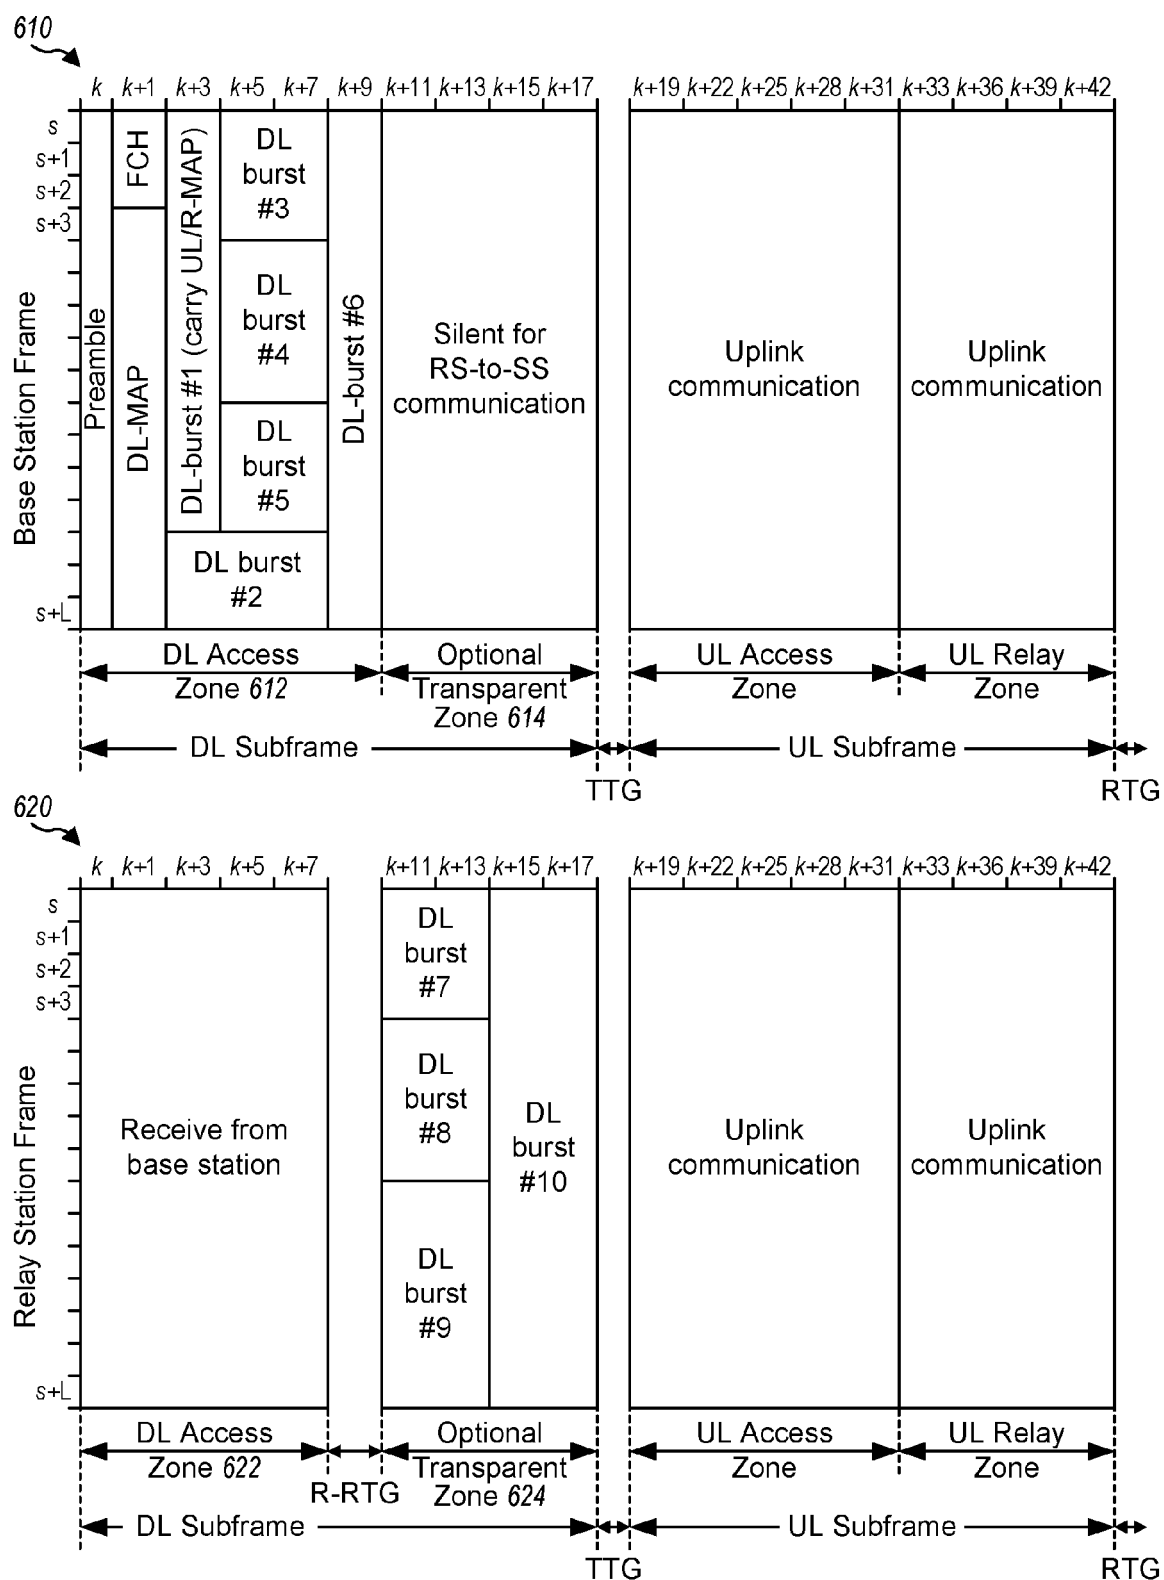 610
k k+1 k+3 k+5 k+7 k+9 k+11 k+13 k+15 k+17 k+19 k+22 k+25 k+28 k+31 k+33 k+36 k+39 k+42
s
s+1
s+2
s+3
s+L
Base Station Frame
Preamble
FCH
DL-MAP
DL-burst #1 (carry UL/R-MAP)
DL
burst
#3
DL
burst
#4
DL
burst
#5
DL burst
#2
DL-burst #6
Silent for
RS-to-SS
communication
Uplink
communication
Uplink
communication
DL Access
Zone 612
Optional
Transparent
Zone 614
UL Access
Zone
UL Relay
Zone
DL Subframe
TTG
UL Subframe
RTG
620
k k+1 k+3 k+5 k+7 k+11 k+13 k+15 k+17 k+19 k+22 k+25 k+28 k+31 k+33 k+36 k+39 k+42
s
s+1
s+2
s+3
s+L
Relay Station Frame
Receive from
base station
DL
burst
#7
DL
burst
#8
DL
burst
#9
DL
burst
#10
Uplink
communication
Uplink
communication
DL Access
Zone 622
R-RTG
Optional
Transparent
Zone 624
UL Access
Zone
UL Relay
Zone
DL Subframe
TTG
UL Subframe
RTG